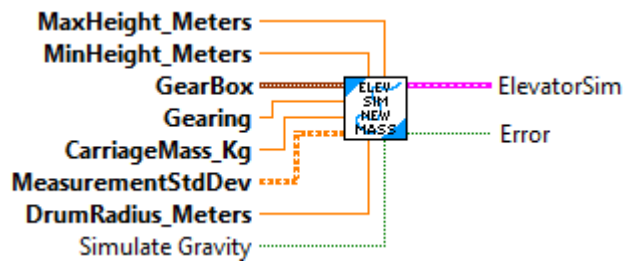 MaxHeight_Meters
MinHeight_Meters
GearBox
Gearing
CarriageMass_Kg
MeasurementStdDev
DrumRadius_Meters
Simulate Gravity
ELEV
SIM
NEW
MASS
ElevatorSim
Error